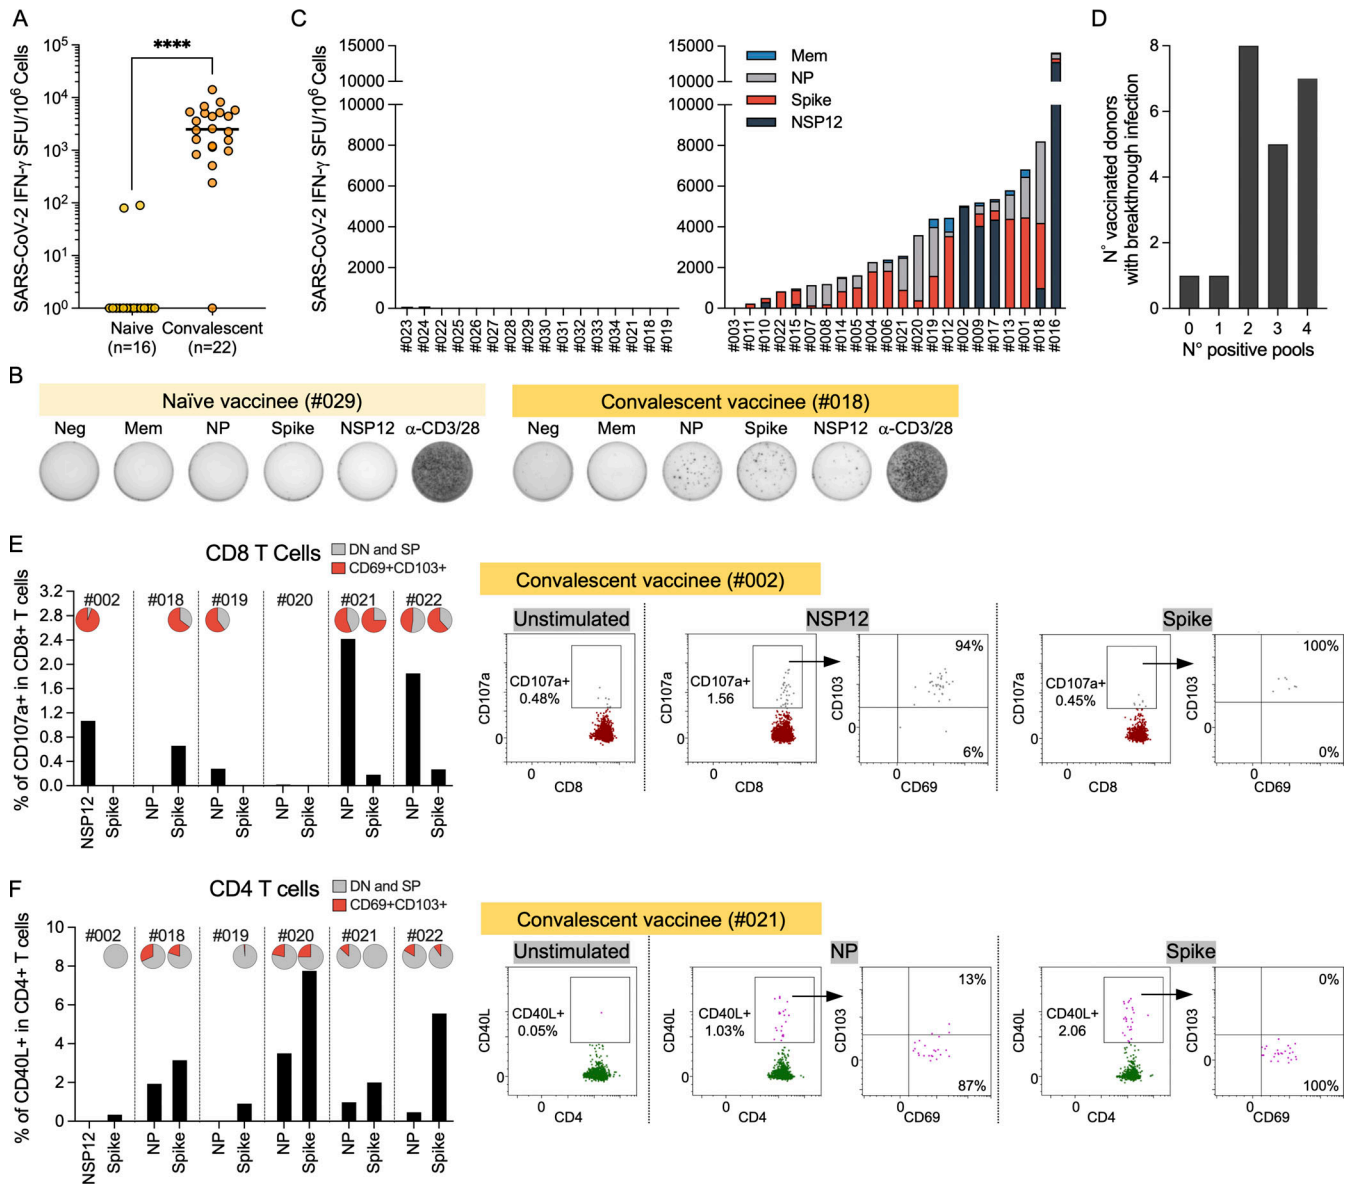 A
SARS-CoV-2 IFN-γ SFU/10⁶ Cells
10⁵
10⁴
10³
10²
10¹
10⁰
****
Naive
(n=16)
Convalescent
(n=22)
C
SARS-CoV-2 IFN-γ SFU/10⁶ Cells
15000
10000
10000
8000
6000
4000
2000
0
#023
#024
#022
#025
#026
#027
#028
#029
#030
#031
#032
#033
#034
#021
#018
#019
15000
10000
10000
8000
6000
4000
2000
0
Mem
NP
Spike
NSP12
#003
#011
#010
#022
#015
#007
#008
#014
#005
#004
#006
#021
#020
#019
#012
#002
#009
#017
#013
#001
#018
#016
D
N° vaccinated donors
with breakthrough infection
8
6
4
2
0
0 1 2 3 4
N° positive pools
B
Naïve vaccinee (#029)
Neg Mem NP Spike NSP12 α-CD3/28
Convalescent vaccinee (#018)
Neg Mem NP Spike NSP12 α-CD3/28
E
CD8 T Cells
DN and SP
CD69+CD103+
% of CD107a+ in CD8+ T cells
3.2
2.8
2.4
2.0
1.6
1.2
0.8
0.4
0.0
#002 #018 #019 #020 #021 #022
NSP12
Spike
NP
Spike
NP
Spike
NP
Spike
NP
Spike
NP
Spike
Convalescent vaccinee (#002)
Unstimulated
CD107a
CD107a+
0.48%
0
0
CD8
NSP12
CD107a
CD107a+
1.56
0
0
CD8
CD103
94%
0
6%
0
CD69
Spike
CD107a
CD107a+
0.45%
0
0
CD8
CD103
100%
0
0%
0
CD69
F
CD4 T cells
DN and SP
CD69+CD103+
% of CD40L+ in CD4+ T cells
10
8
6
4
2
0
#002 #018 #019 #020 #021 #022
NSP12
Spike
NP
Spike
NP
Spike
NP
Spike
NP
Spike
NP
Spike
Convalescent vaccinee (#021)
Unstimulated
CD40L
CD40L+
0.05%
0
0
CD4
NP
CD40L
CD40L+
1.03%
0
0
CD4
CD103
13%
0
87%
0
CD69
Spike
CD40L
CD40L+
2.06
0
0
CD4
CD103
0%
0
100%
0
CD69